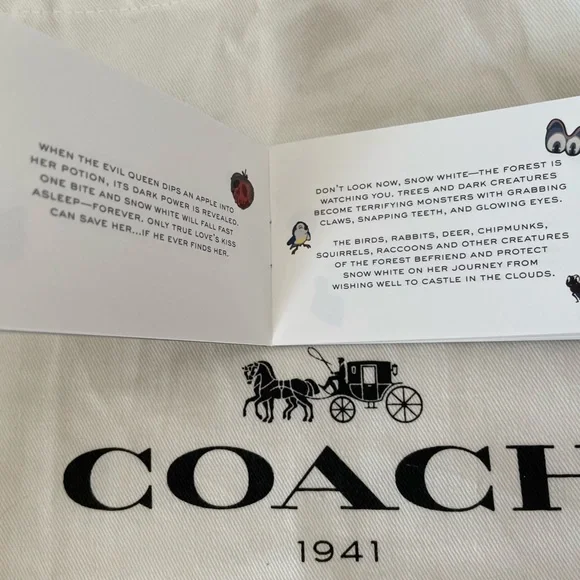 WHEN THE EVIL QUEEN DIPS AN APPLE INTO
HER POTION, ITS DARK POWER IS REVEALED.
ONE BITE AND SNOW WHITE WILL FALL FAST
ASLEEP—FOREVER. ONLY TRUE LOVE'S KISS
CAN SAVE HER...IF HE EVER FINDS HER.
DON'T LOOK NOW, SNOW WHITE—THE FOREST IS
WATCHING YOU. TREES AND DARK CREATURES
BECOME TERRIFYING MONSTERS WITH GRABBING
CLAWS, SNAPPING TEETH, AND GLOWING EYES.
THE BIRDS, RABBITS, DEER, CHIPMUNKS,
SQUIRRELS, RACCOONS AND OTHER CREATURES
OF THE FOREST BEFRIEND AND PROTECT
SNOW WHITE ON HER JOURNEY FROM
WISHING WELL TO CASTLE IN THE CLOUDS.
COACH
1941